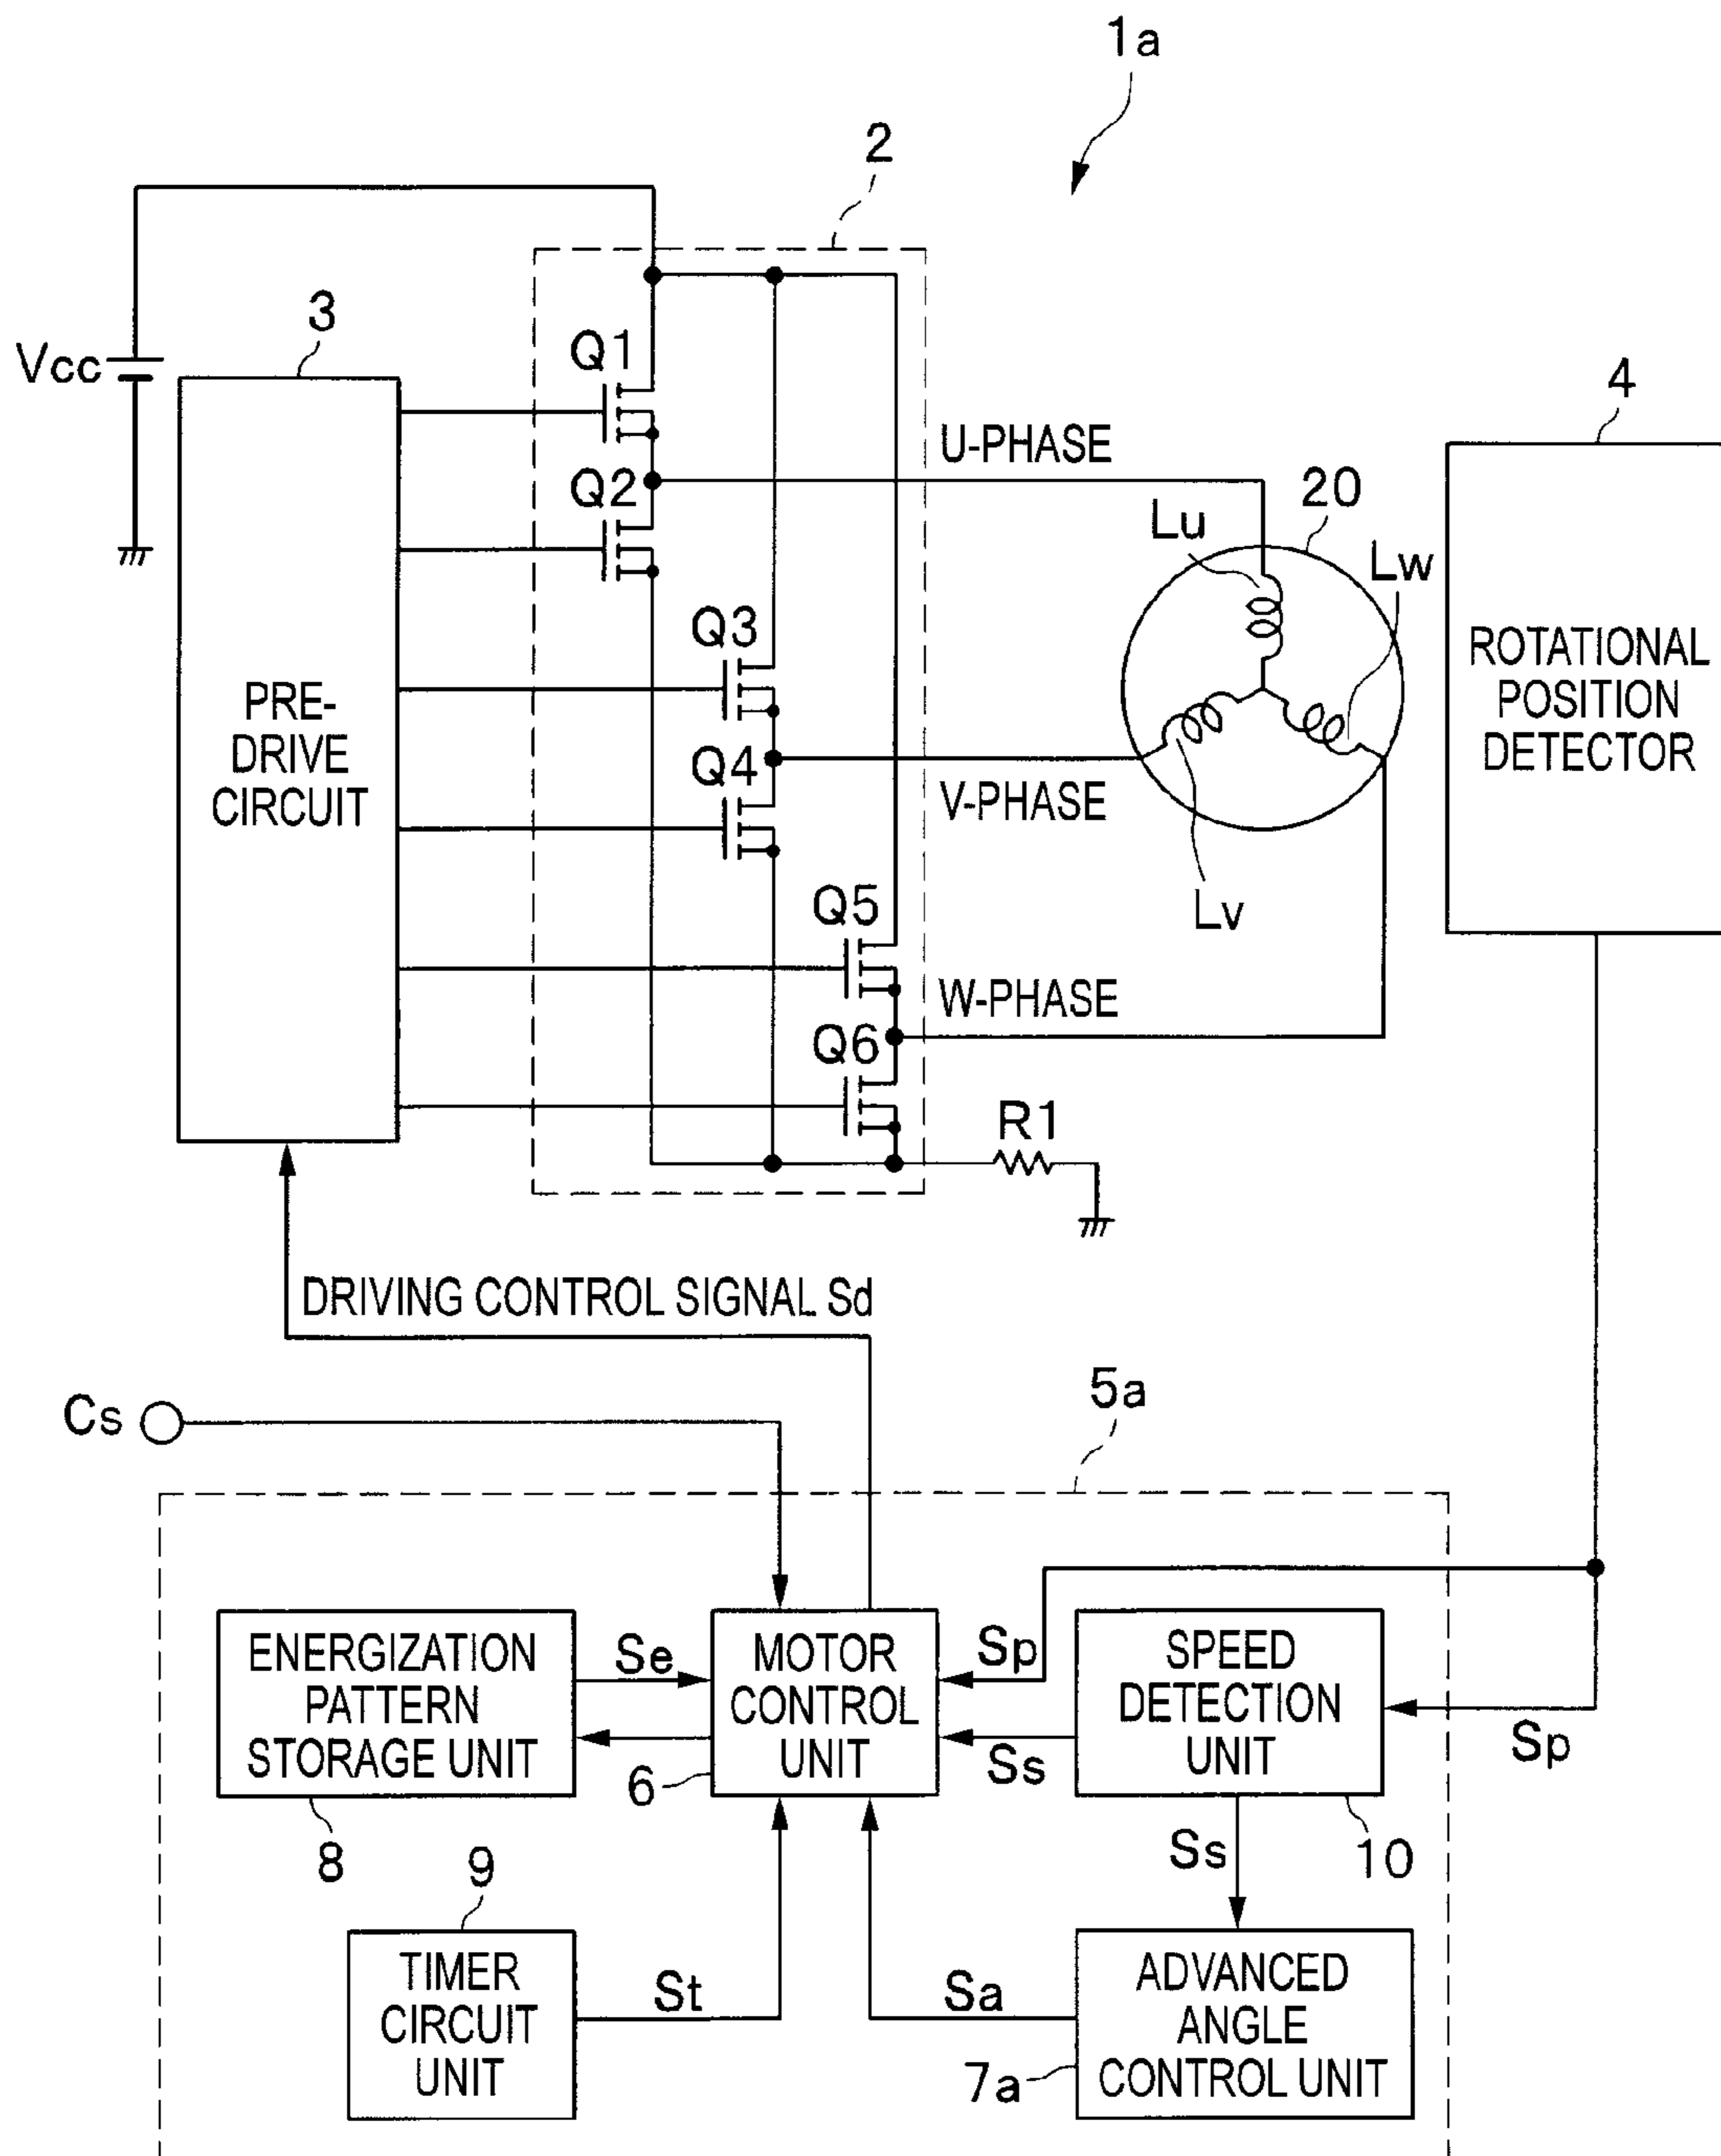 1a
2
3
Vcc
Q1
4
U-PHASE
Q2
20
Lu
Lw
Q3
ROTATIONAL
POSITION
DETECTOR
PRE-
DRIVE
CIRCUIT
Q4
V-PHASE
Q5
Lv
W-PHASE
Q6
R1
DRIVING CONTROL SIGNAL Sd
Cs
5a
ENERGIZATION
PATTERN
STORAGE UNIT
Se
MOTOR
CONTROL
UNIT
Sp
SPEED
DETECTION
UNIT
Sp
Ss
6
8
Ss
10
9
TIMER
CIRCUIT
UNIT
St
Sa
ADVANCED
ANGLE
CONTROL UNIT
7a